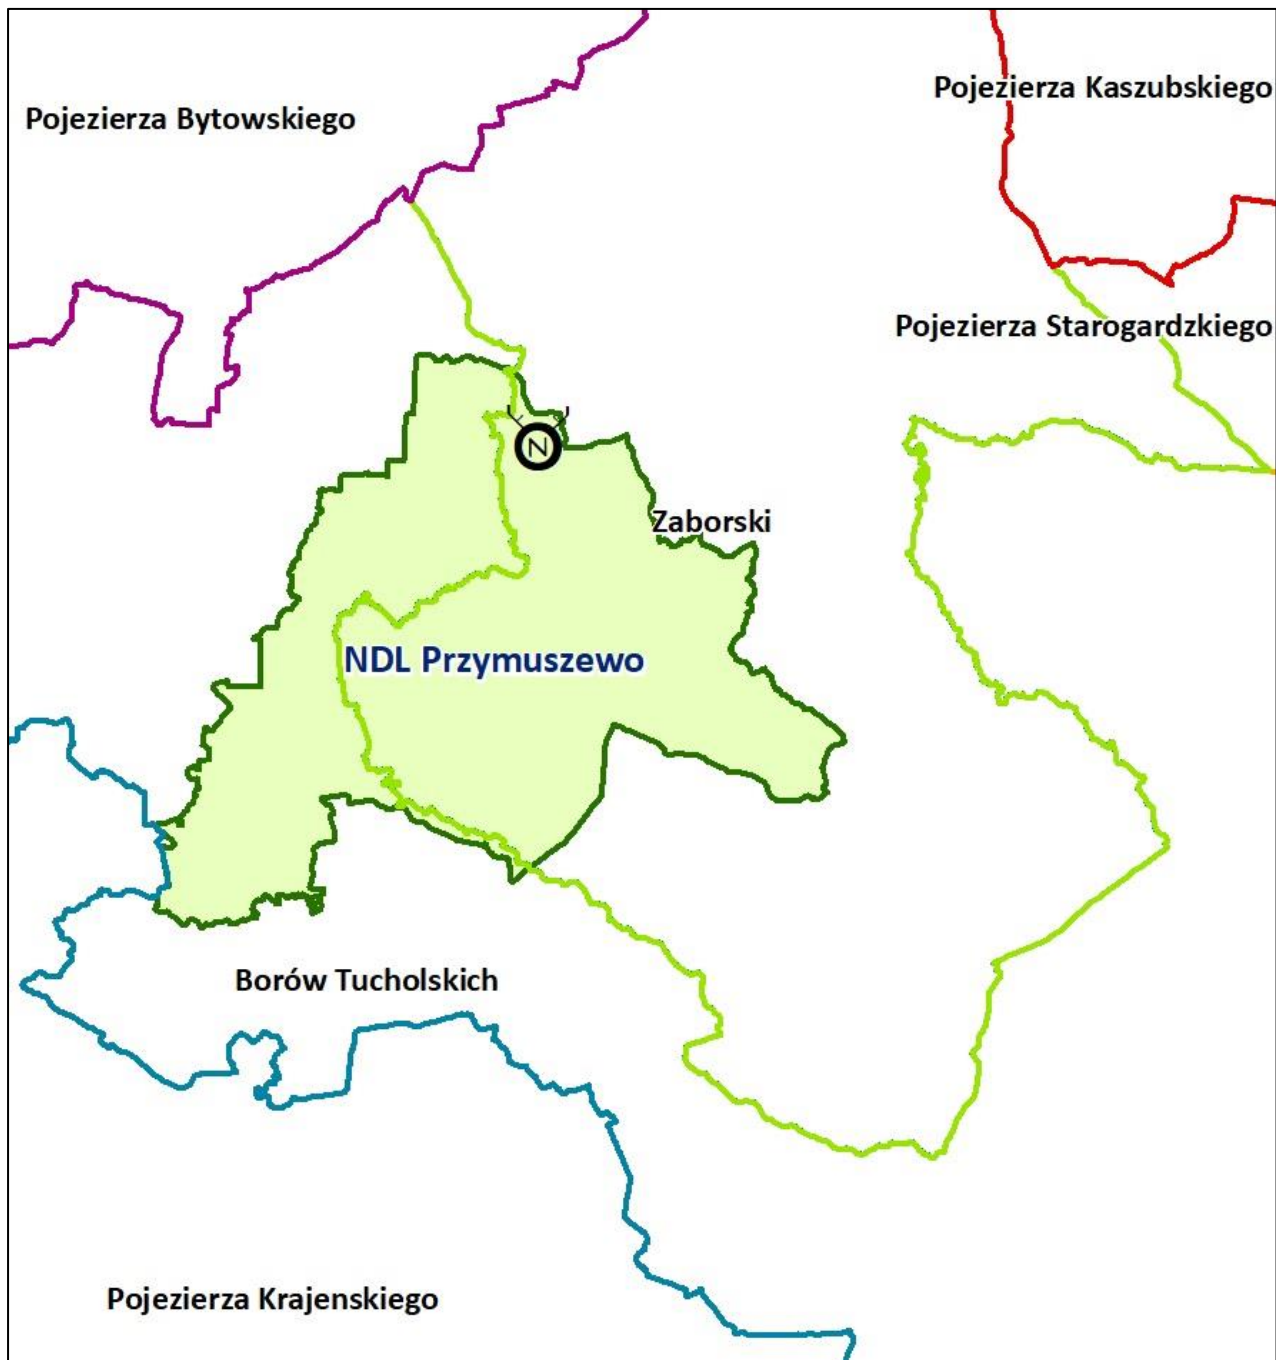 Pojezierza Kaszubskiego
Pojezierza Bytowskiego
Pojezierza Starogardzkiego
N
Zaborski
NDL Przymuszewo
Borów Tucholskich
Pojezierza Krajenskiego